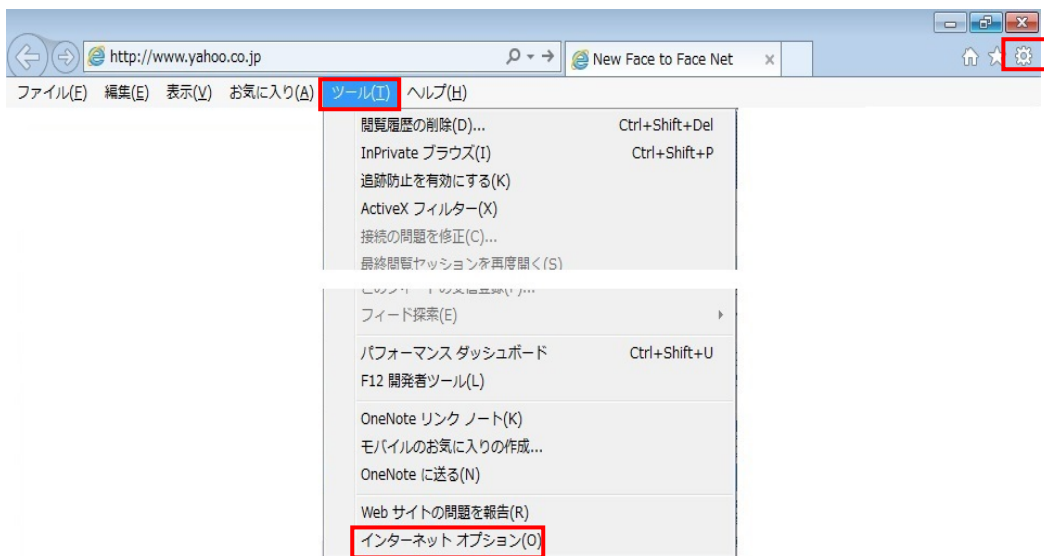 http://www.yahoo.co.jp
New Face to Face Net
ファイル(F) 編集(E) 表示(V) お気に入り(A) ツール(T) ヘルプ(H)
閲覧履歴の削除(D)... Ctrl+Shift+Del
InPrivate ブラウズ(I) Ctrl+Shift+P
追跡防止を有効にする(K)
ActiveX フィルター(X)
接続の問題を修正(C)...
最終閲覧セッションを再度開く(S)
フィード探索(E)
パフォーマンス ダッシュボード Ctrl+Shift+U
F12 開発者ツール(L)
OneNote リンク ノート(K)
モバイルのお気に入りの作成...
OneNote に送る(N)
Web サイトの問題を報告(R)
インターネット オプション(O)